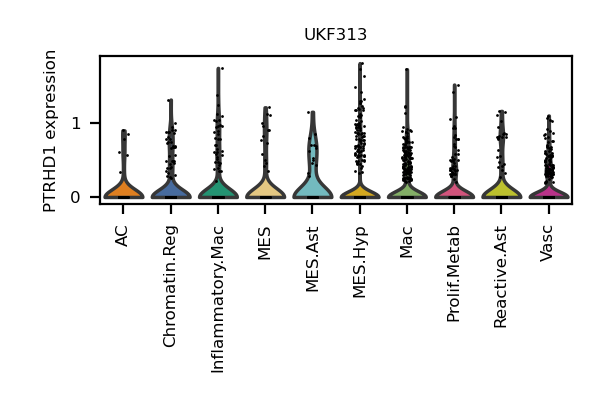 UKF313
PTRHD1 expression
1
0
AC
Chromatin.Reg
Inflammatory.Mac
MES
MES.Ast
MES.Hyp
Mac
Prolif.Metab
Reactive.Ast
Vasc